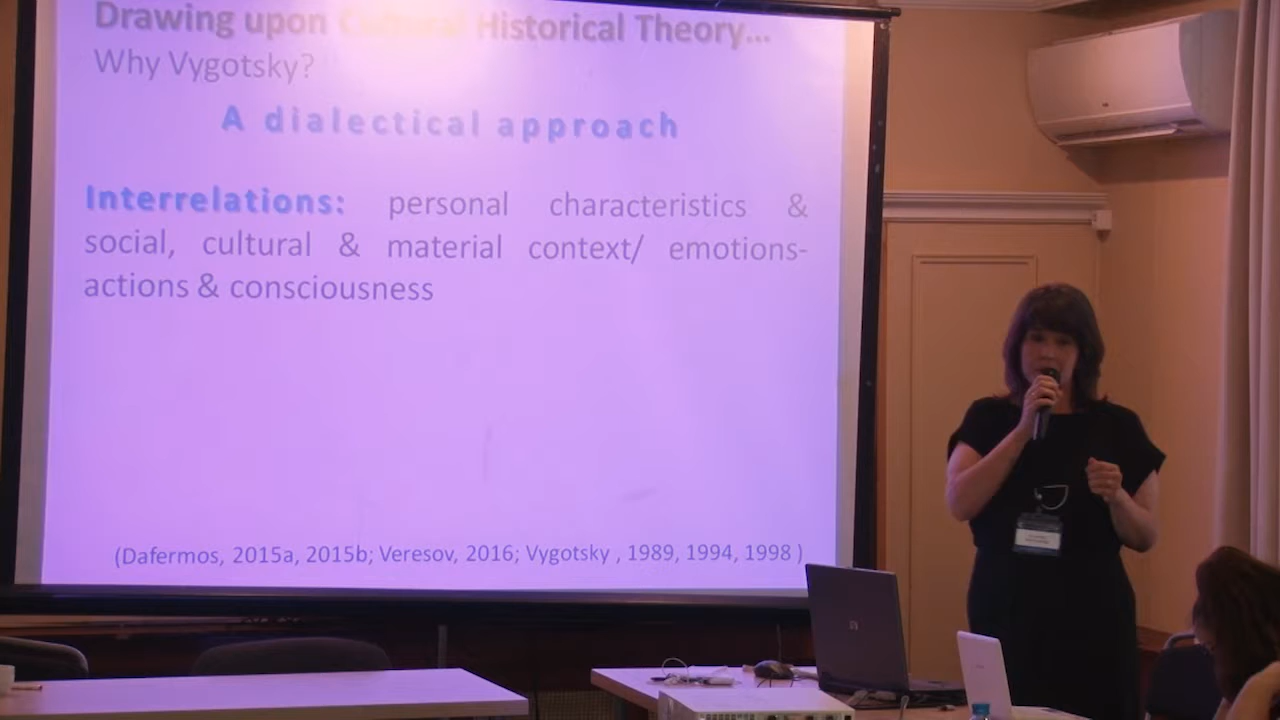 Drawing upon Cultural Historical Theory...
Why Vygotsky?
A dialectical approach
Interrelations: personal characteristics &
social, cultural & material context/ emotions-
actions & consciousness
(Dafermos, 2015a, 2015b; Veresov, 2016; Vygotsky , 1989, 1994, 1998 )